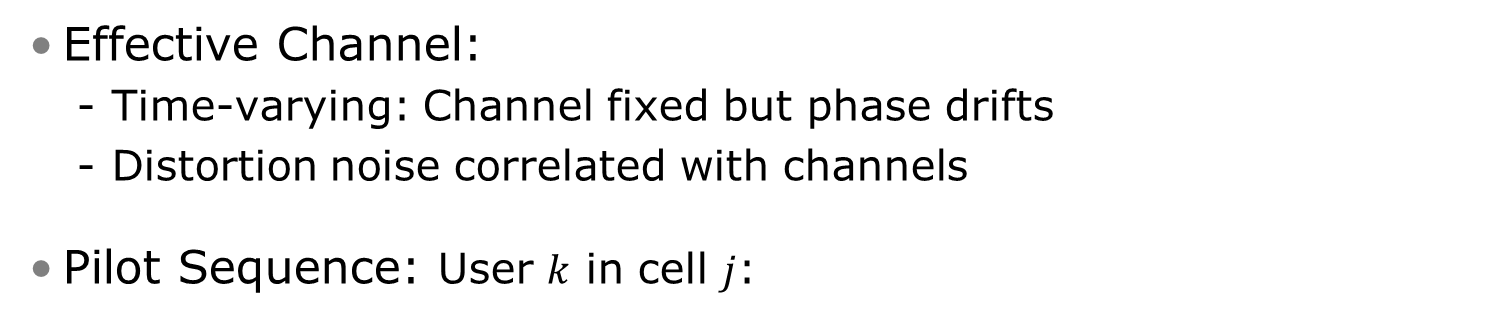 • Effective Channel:
- Time-varying: Channel fixed but phase drifts
- Distortion noise correlated with channels
• Pilot Sequence: User k in cell j: